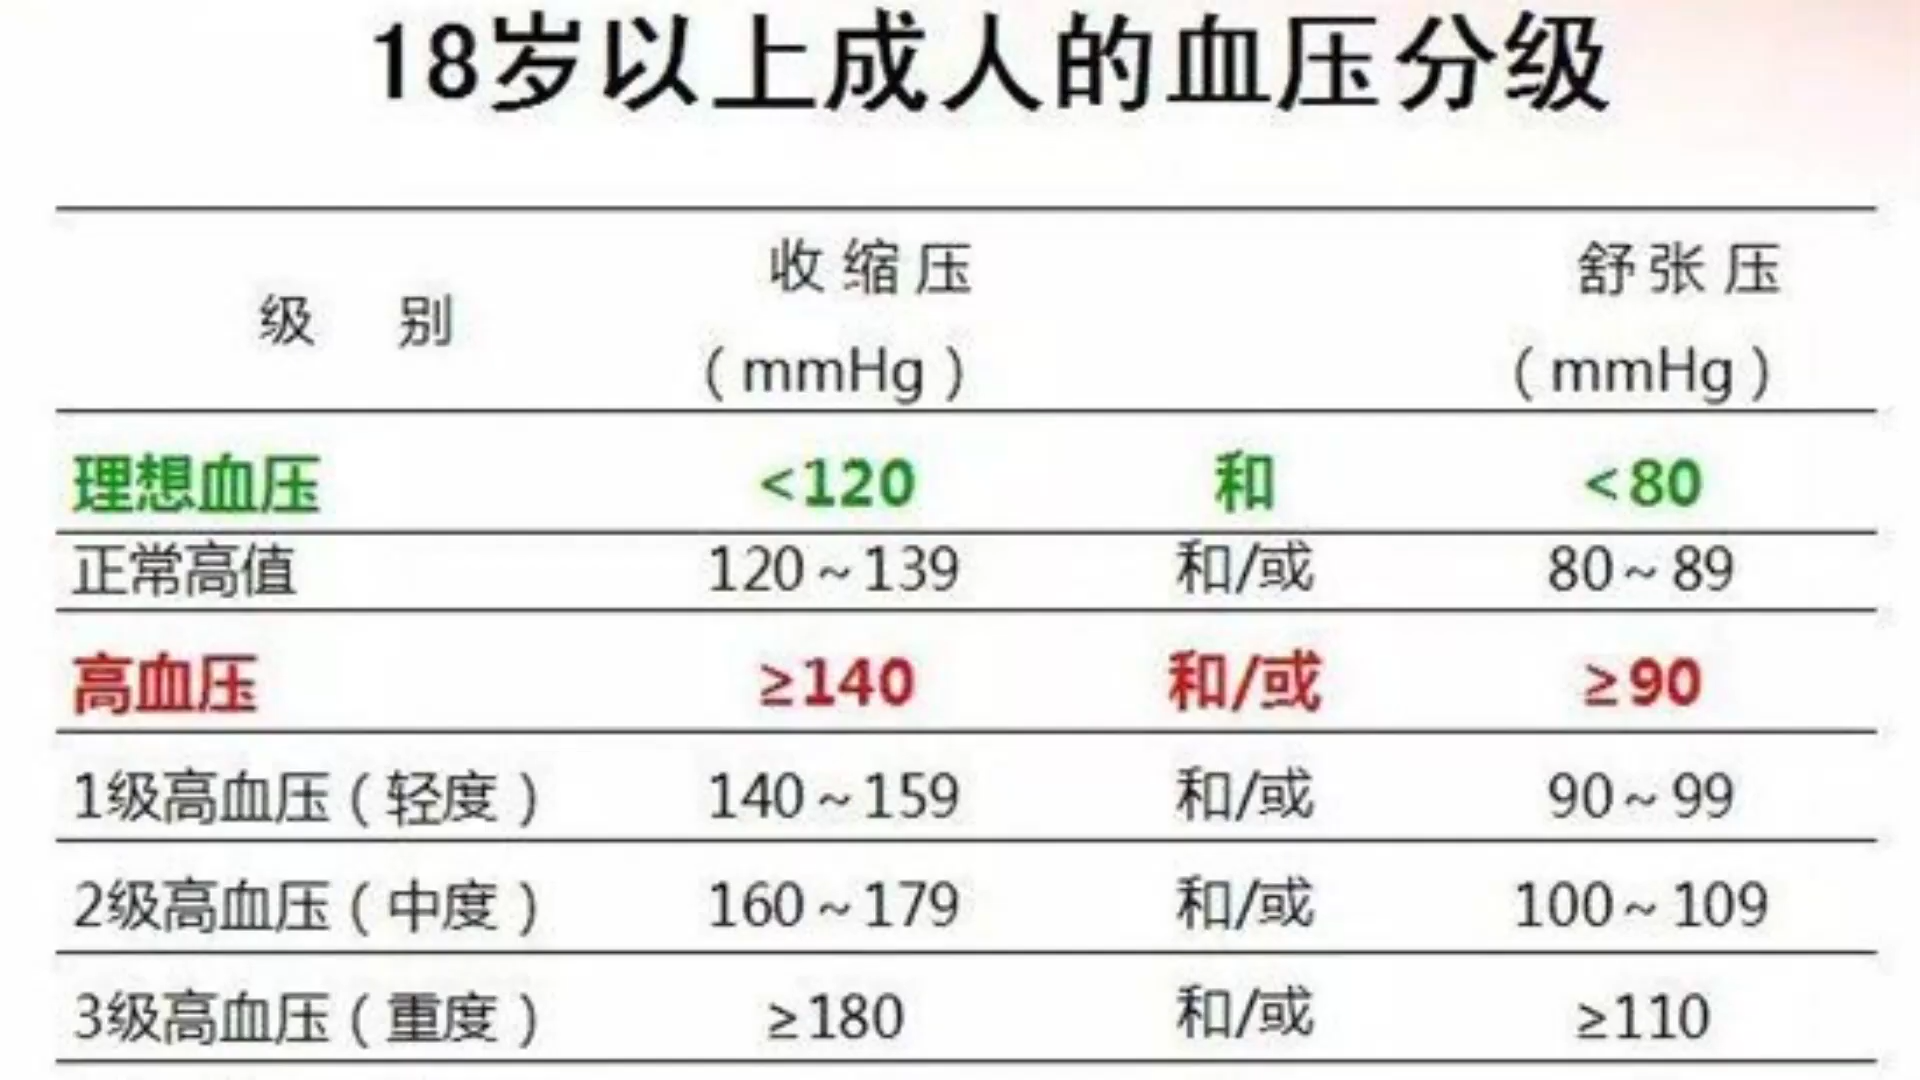 18岁以上成人的血压分级
级 别 收缩压 (mmHg) 舒张压 (mmHg)
理想血压 <120 和 <80
正常高值 120~139 和/或 80~89
高血压 ≥140 和/或 ≥90
1级高血压(轻度) 140~159 和/或 90~99
2级高血压(中度) 160~179 和/或 100~109
3级高血压(重度) ≥180 和/或 ≥110